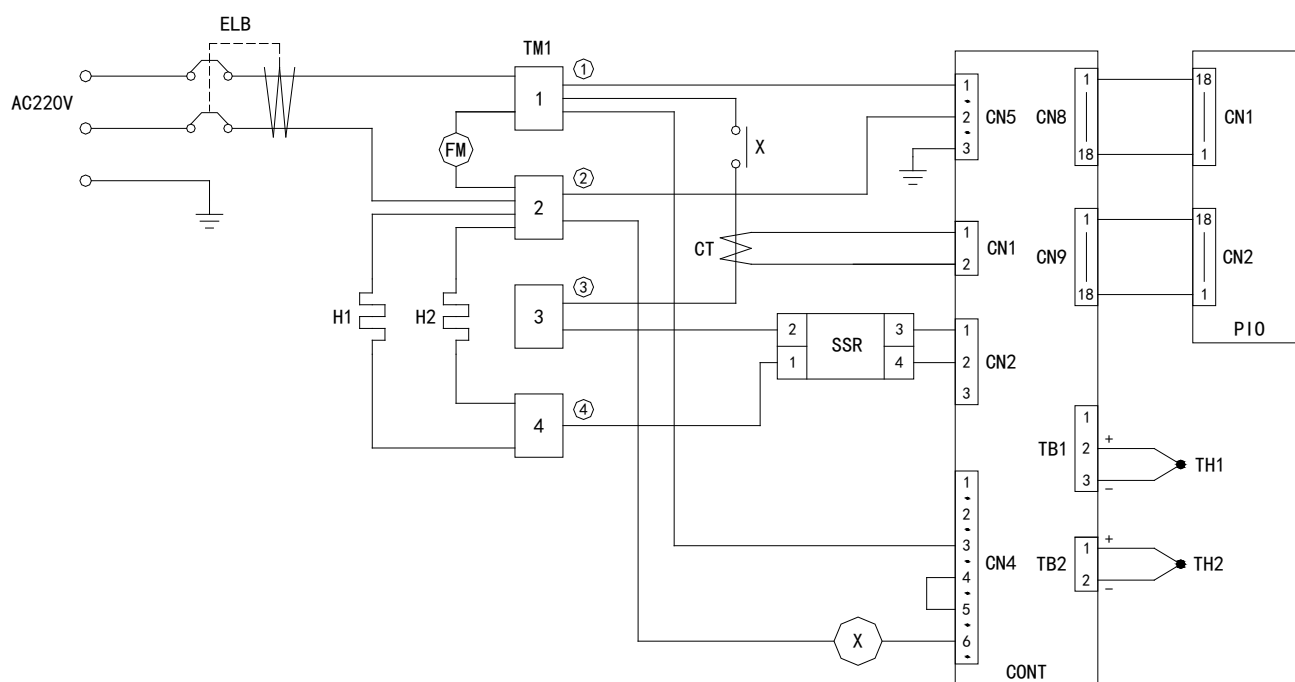 ELB
TM1
AC220V
1
①
FM
X
2
②
CT
3
③
H1
H2
4
④
2
1
SSR
3
4
1
2
3
CN5
1
2
CN1
1
2
3
CN2
1
2
3
4
5
6
CN4
X
CONT
CN8
1
18
CN9
1
18
18
1
CN1
18
1
CN2
PIO
TB1
1
2
3
+
−
TH1
TB2
1
2
+
−
TH2